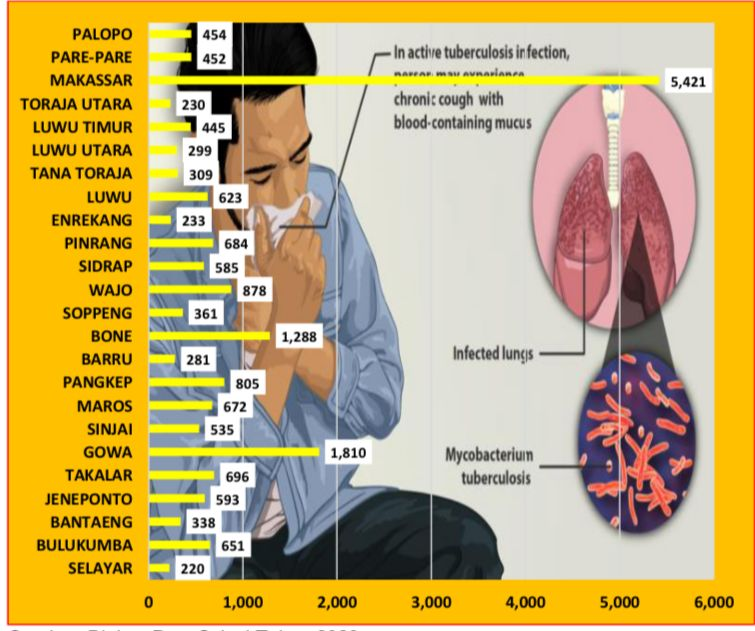 PALOPO 454
PARE-PARE 452
MAKASSAR 5,421
TORAJA UTARA 230
LUWU TIMUR 445
LUWU UTARA 299
TANA TORAJA 309
LUWU 623
ENREKANG 233
PINRANG 684
SIDRAP 585
WAJO 878
SOPPENG 361
BONE 1,288
BARRU 281
PANGKEP 805
MAROS 672
SINJAI 535
GOWA 1,810
TAKALAR 696
JENEPONTO 593
BANTAENG 338
BULUKUMBA 651
SELAYAR 220
0 1,000 2,000 3,000 4,000 5,000 6,000
In active tuberculosis infection,
person may experience
chronic cough with
blood-containing mucus
Infected lungs
Mycobacterium
tuberculosis